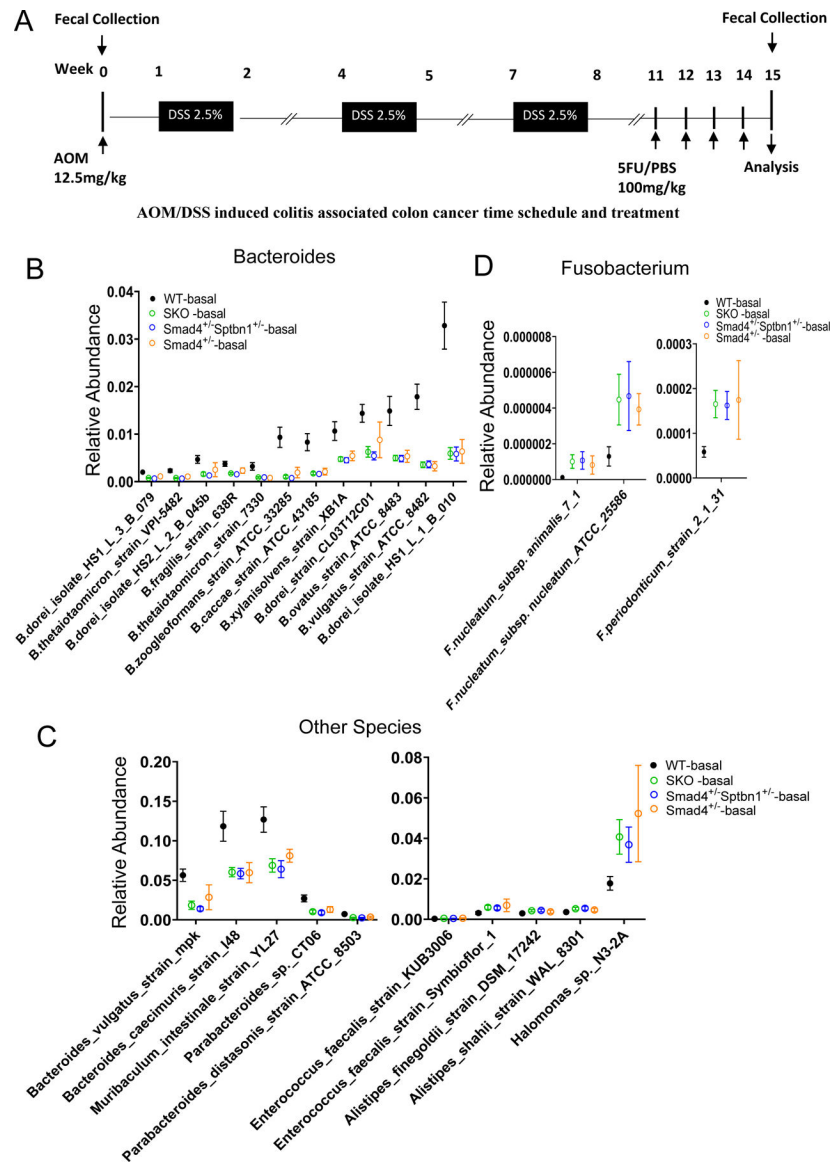 A
Fecal Collection
Fecal Collection
Week 0 1 2 4 5 7 8 11 12 13 14 15
DSS 2.5% DSS 2.5% DSS 2.5%
AOM
12.5mg/kg
5FU/PBS
100mg/kg
Analysis
AOM/DSS induced colitis associated colon cancer time schedule and treatment
B
Bacteroides
Relative Abundance
0.04
0.03
0.02
0.01
0.00
WT-basal
SKO -basal
Smad4+/-Sptbn1+/--basal
Smad4+/--basal
B.dorei_isolate_HS1_L_3_B_079
B.thetaiotaomicron_strain_VPI-5482
B.dorei_isolate_HS2_L_2_B_045b
B.fragilis_strain_638R
B.thetaiotaomicron_strain_7330
B.zoogleoformans_strain_ATCC_33285
B.caccae_strain_ATCC_43185
B.xylanisolvens_strain_XB1A
B.dorei_strain_CL03T12C01
B.ovatus_strain_ATCC_8483
B.vulgatus_strain_ATCC_8482
B.dorei_isolate_HS1_L_1_B_010
D
Fusobacterium
WT-basal
SKO -basal
Smad4+/-Sptbn1+/--basal
Smad4+/- -basal
Relative Abundance
0.000008
0.000006
0.000004
0.000002
0.000000
0.0003
0.0002
0.0001
0.0000
F.nucleatum_subsp. animalis_7_1
F.nucleatum_subsp. nucleatum_ATCC_25586
F.periodonticum_strain_2_1_31
C
Other Species
Relative Abundance
0.20
0.15
0.10
0.05
0.00
0.08
0.06
0.04
0.02
0.00
WT-basal
SKO -basal
Smad4+/-Sptbn1+/--basal
Smad4+/--basal
Bacteroides_vulgatus_strain_mpk
Bacteroides_caecimuris_strain_I48
Muribaculum_intestinale_strain_YL27
Parabacteroides_sp._CT06
Parabacteroides_distasonis_strain_ATCC_8503
Enterococcus_faecalis_strain_KUB3006
Enterococcus_faecalis_strain_Symbioflor_1
Alistipes_finegoldii_strain_DSM_17242
Alistipes_shahii_strain_WAL_8301
Halomonas_sp_N3-2A